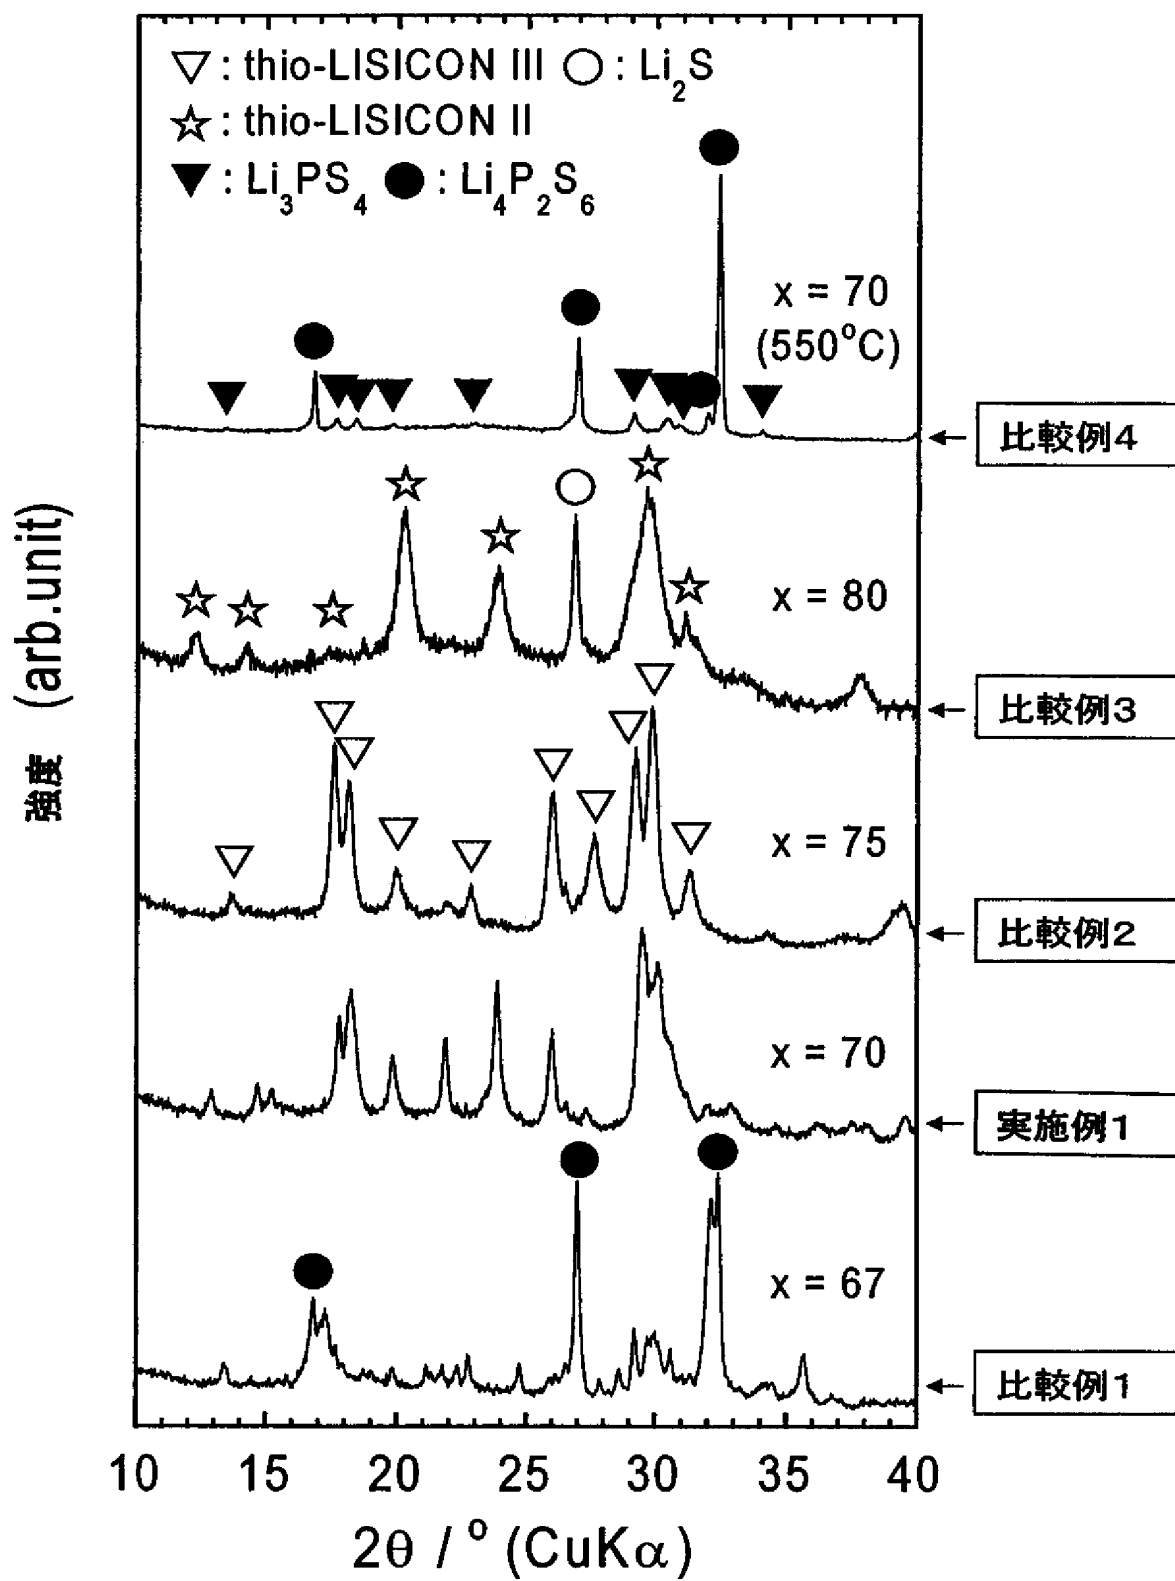 ▽ : thio-LISICON III ○ : Li₂S
☆ : thio-LISICON II
▼ : Li₃PS₄ ● : Li₄P₂S₆
x = 70
(550°C)
比較例4
x = 80
比較例3
x = 75
比較例2
x = 70
実施例1
x = 67
比較例1
強度 (arb.unit)
10 15 20 25 30 35 40
2θ / ° (CuKα)